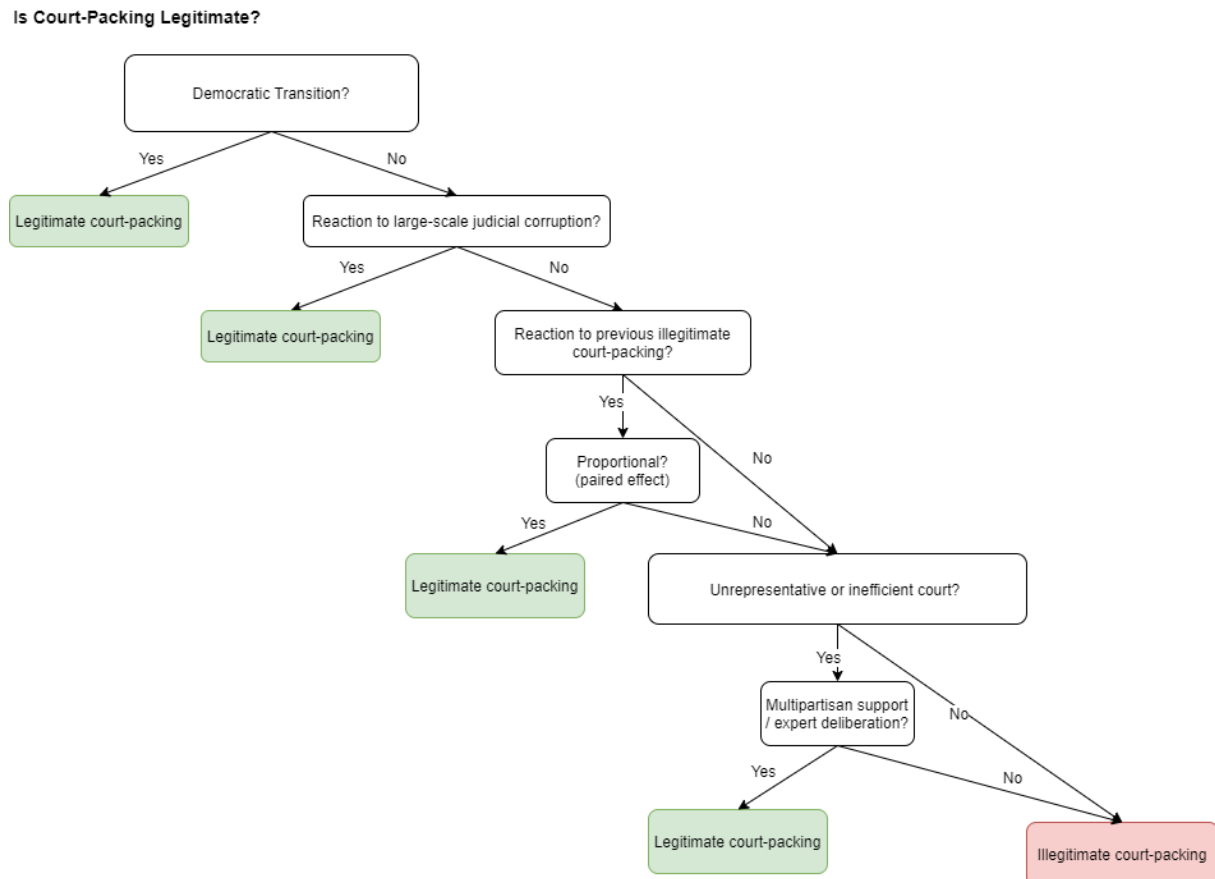 Is Court-Packing Legitimate?
Democratic Transition?
Yes
No
Legitimate court-packing
Reaction to large-scale judicial corruption?
Yes
No
Legitimate court-packing
Reaction to previous illegitimate
court-packing?
Yes
No
Proportional?
(paired effect)
Yes
No
Legitimate court-packing
Unrepresentative or inefficient court?
Yes
No
Multipartisan support
/ expert deliberation?
Yes
No
Legitimate court-packing
Illegitimate court-packing